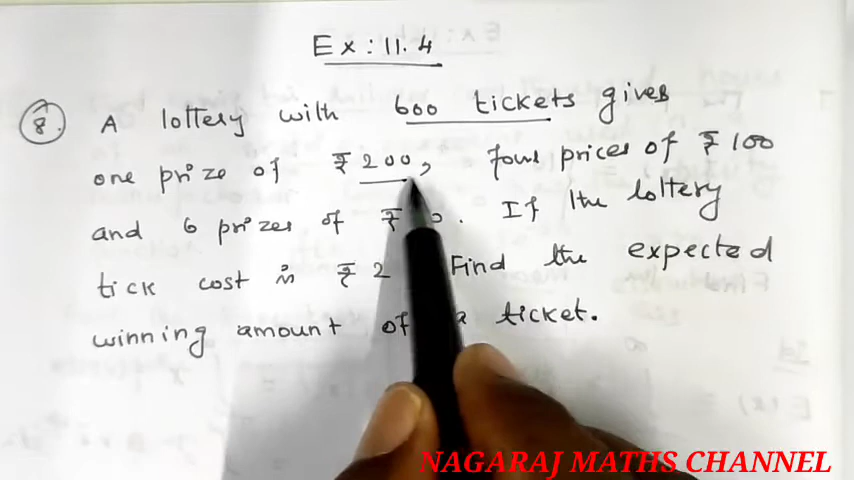 Ex: 11.4
8. A lottery with 600 tickets gives
one prize of ₹200, four prices of ₹100
and 6 prizes of ₹ . If the lottery
tick cost is ₹2 Find the expected
winning amount of a ticket.
NAGARAJ MATHS CHANNEL